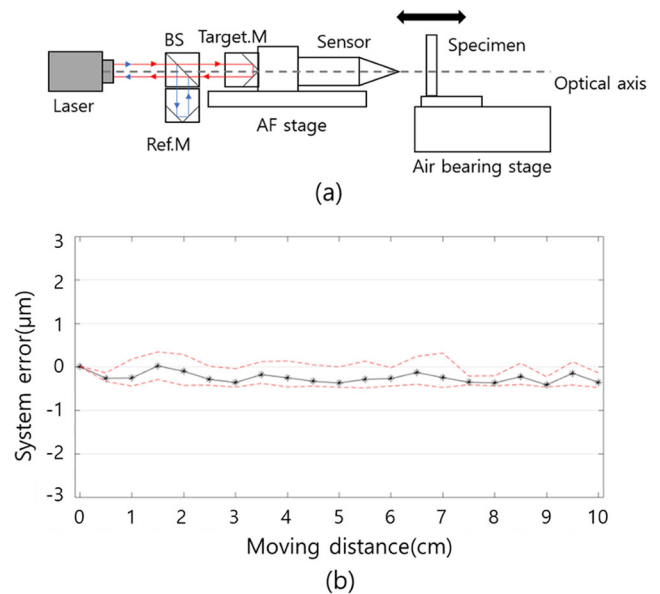 (a)
BS
Target.M
Sensor
Specimen
Laser
Optical axis
Ref.M
AF stage
Air bearing stage
(b)
System error(μm)
3
2
1
0
-1
-2
-3
0 1 2 3 4 5 6 7 8 9 10
Moving distance(cm)